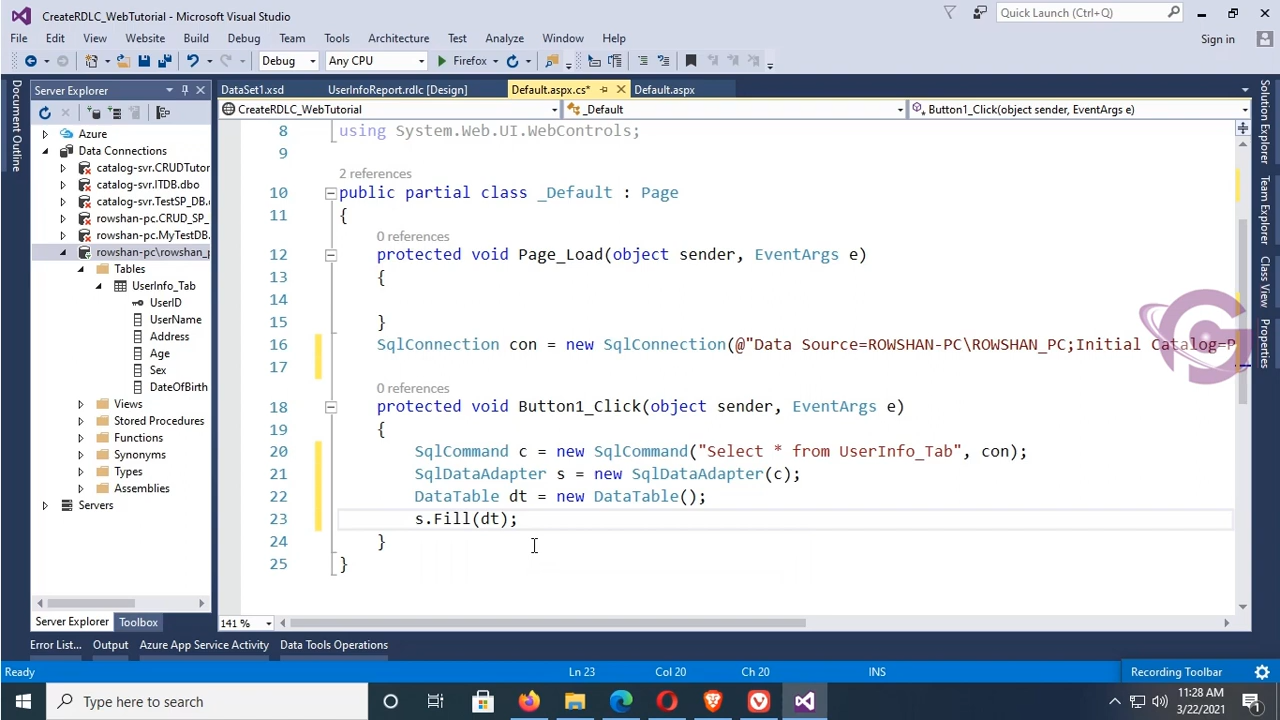 CreateRDLC_WebTutorial - Microsoft Visual Studio
Quick Launch (Ctrl+Q)
File Edit View Website Build Debug Team Tools Architecture Test Analyze Window Help
Sign in
Debug Any CPU Firefox
Server Explorer
DataSet1.xsd UserInfoReport.rdlc [Design] Default.aspx.cs* Default.aspx
CreateRDLC_WebTutorial _Default Button1_Click(object sender, EventArgs e)
Document Outline
Azure
Data Connections
catalog-svr.CRUDTutor
catalog-svr.ITDB.dbo
catalog-svr.TestSP_DB.
rowshan-pc.CRUD_SP_
rowshan-pc.MyTestDB.
rowshan-pc\rowshan_p
Tables
UserInfo_Tab
UserID
UserName
Address
Age
Sex
DateOfBirth
Views
Stored Procedures
Functions
Synonyms
Types
Assemblies
Servers
Server Explorer Toolbox
8 using System.Web.UI.WebControls;
9
2 references
10 public partial class _Default : Page
11 {
0 references
12 protected void Page_Load(object sender, EventArgs e)
13 {
14
15 }
16 SqlConnection con = new SqlConnection(@"Data Source=ROWSHAN-PC\ROWSHAN_PC;Initial Catalog=P
17
0 references
18 protected void Button1_Click(object sender, EventArgs e)
19 {
20 SqlCommand c = new SqlCommand("Select * from UserInfo_Tab", con);
21 SqlDataAdapter s = new SqlDataAdapter(c);
22 DataTable dt = new DataTable();
23 s.Fill(dt);
24 }
25 }
141 %
Solution Explorer
Team Explorer
Class View
Properties
Error List... Output Azure App Service Activity Data Tools Operations
Ready Ln 23 Col 20 Ch 20 INS Recording Toolbar
Type here to search
11:28 AM
3/22/2021